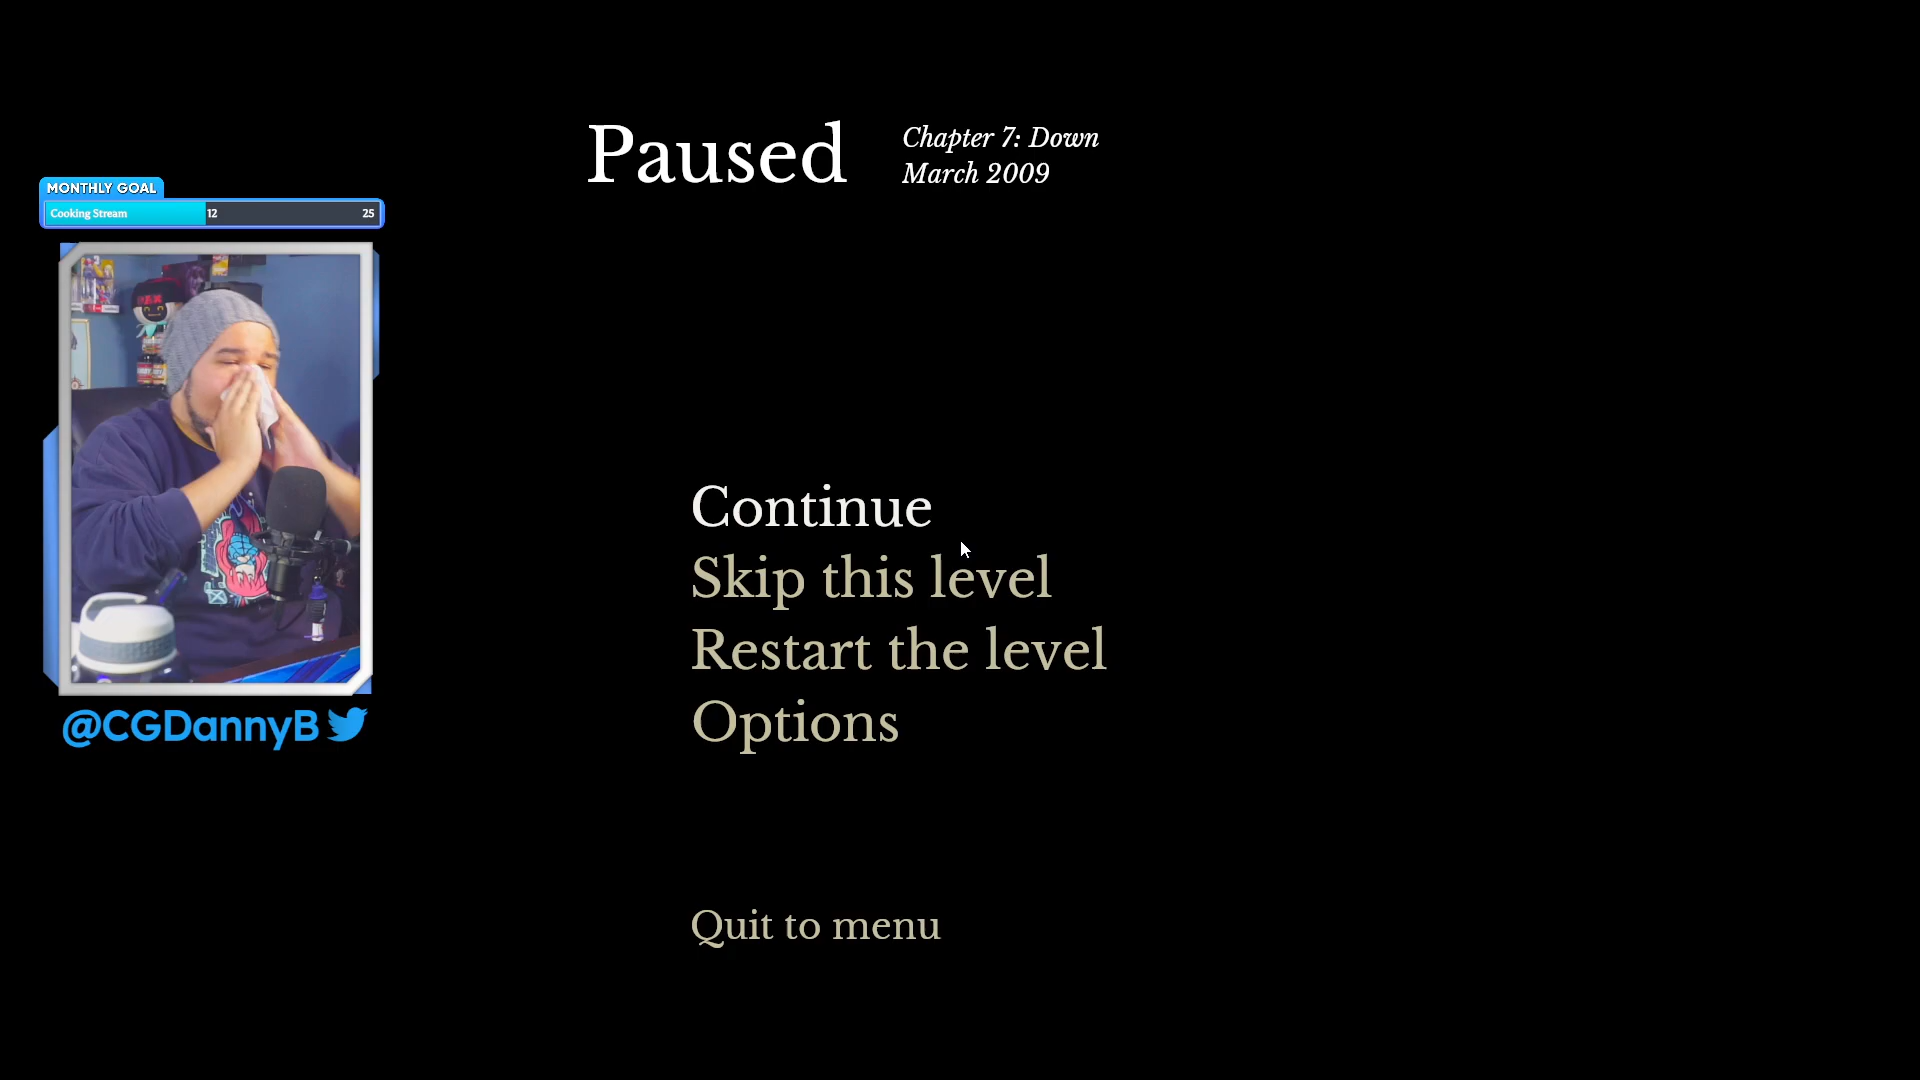 Paused
Chapter 7: Down
March 2009
MONTHLY GOAL
Cooking Stream 12 25
@CGDannyB
Continue
Skip this level
Restart the level
Options
Quit to menu